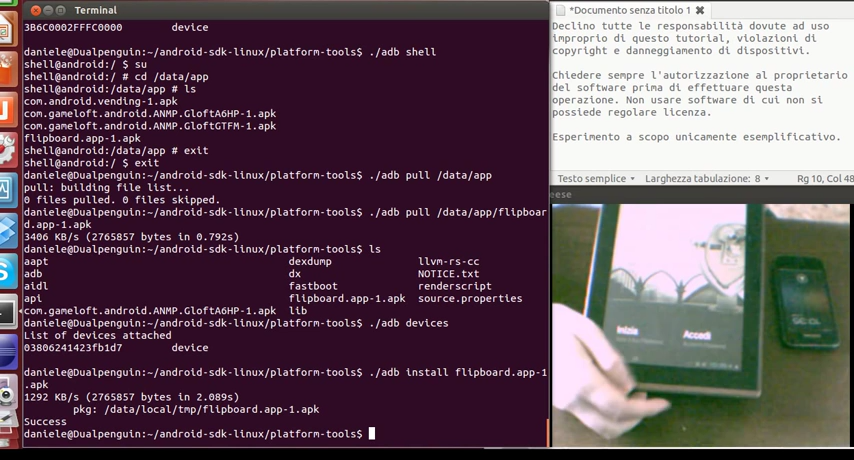 Terminal
3B6C0002FFFC0000 device
daniele@Dualpenguin:~/android-sdk-linux/platform-tools$ ./adb shell
shell@android:/ $ su
shell@android:/ # cd /data/app
shell@android:/data/app # ls
com.android.vending-1.apk
com.gameloft.android.ANMP.GloftA6HP-1.apk
com.gameloft.android.ANMP.GloftGTFM-1.apk
flipboard.app-1.apk
shell@android:/data/app # exit
shell@android:/ $ exit
daniele@Dualpenguin:~/android-sdk-linux/platform-tools$ ./adb pull /data/app
pull: building file list...
0 files pulled. 0 files skipped.
daniele@Dualpenguin:~/android-sdk-linux/platform-tools$ ./adb pull /data/app/flipboar
d.app-1.apk
3406 KB/s (2765857 bytes in 0.792s)
daniele@Dualpenguin:~/android-sdk-linux/platform-tools$ ls
aapt dexdump llvm-rs-cc
adb dx NOTICE.txt
aidl fastboot renderscript
api flipboard.app-1.apk source.properties
com.gameloft.android.ANMP.GloftA6HP-1.apk lib
daniele@Dualpenguin:~/android-sdk-linux/platform-tools$ ./adb devices
List of devices attached
03806241423fb1d7 device
daniele@Dualpenguin:~/android-sdk-linux/platform-tools$ ./adb install flipboard.app-1
.apk
1292 KB/s (2765857 bytes in 2.089s)
pkg: /data/local/tmp/flipboard.app-1.apk
Success
daniele@Dualpenguin:~/android-sdk-linux/platform-tools$
*Documento senza titolo 1
Declino tutte le responsabilità dovute ad uso
improprio di questo tutorial, violazioni di
copyright e danneggiamento di dispositivi.
Chiedere sempre l'autorizzazione al proprietario
del software prima di effettuare questa
operazione. Non usare software di cui non si
possiede regolare licenza.
Esperimento a scopo unicamente esemplificativo.
Testo semplice Larghezza tabulazione: 8 Rg 10, Col 48
eese
Inizia Accedi